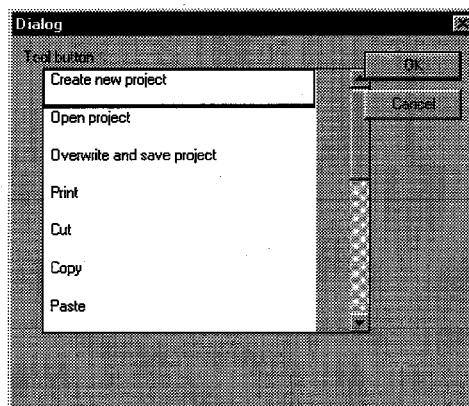 Dialog
Tool button
OK
Create new project
Cancel
Open project
Overwrite and save project
Print
Cut
Copy
Paste